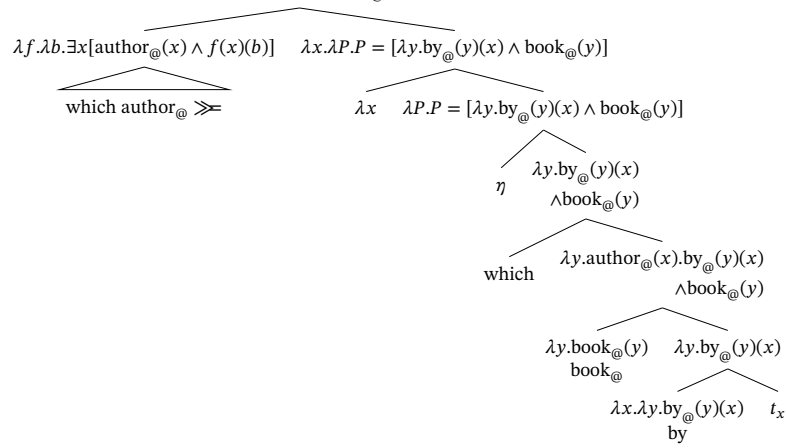 λf.λb.∃x[author@(x) ∧ f(x)(b)] λx.λP.P = [λy.by@(y)(x) ∧ book@(y)]
which author@ ⋙=
λx λP.P = [λy.by@(y)(x) ∧ book@(y)]
η λy.by@(y)(x)
∧book@(y)
which λy.author@(x).by@(y)(x)
∧book@(y)
λy.book@(y) λy.by@(y)(x)
book@
λx.λy.by@(y)(x) tₓ
by